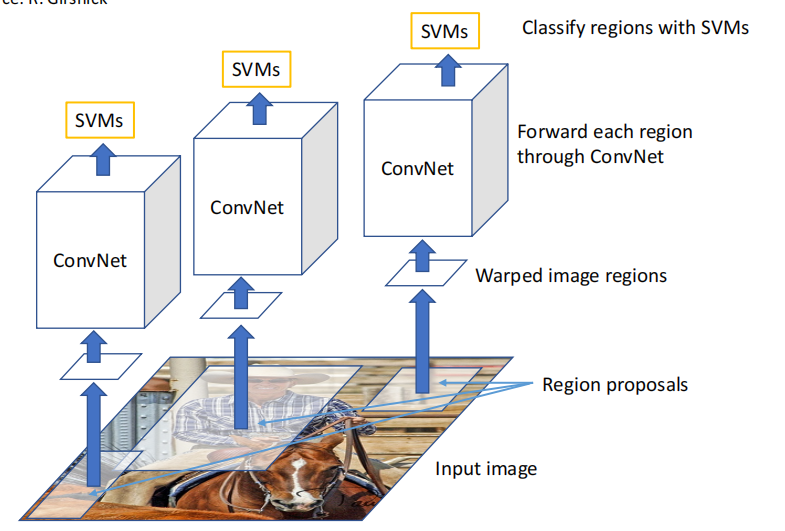 R. Girshick
SVMs
Classify regions with SVMs
SVMs
SVMs
Forward each region
through ConvNet
ConvNet
ConvNet
ConvNet
Warped image regions
Region proposals
Input image